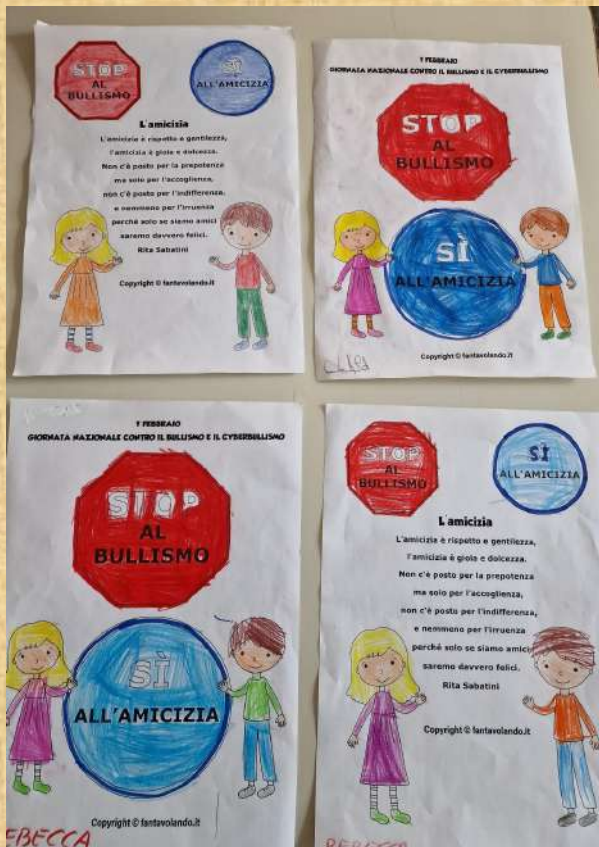 STOP
AL
BULLISMO
SÌ
ALL'AMICIZIA
L'amicizia
L'amicizia è rispetto e gentilezza,
l'amicizia è gioia e dolcezza.
Non c'è posto per la prepotenza
ma solo per l'accoglienza,
non c'è posto per l'indifferenza,
e nemmeno per l'irruenza
perché solo se siamo amici
saremo davvero felici.
Rita Sabatini
Copyright © fantavolando.it
7 FEBBRAIO
GIORNATA NAZIONALE CONTRO IL BULLISMO E IL CYBERBULLISMO
STOP
AL
BULLISMO
SÌ
ALL'AMICIZIA
Copyright © fantavolando.it
7 FEBBRAIO
GIORNATA NAZIONALE CONTRO IL BULLISMO E IL CYBERBULLISMO
STOP
AL
BULLISMO
SÌ
ALL'AMICIZIA
Copyright © fantavolando.it
EBECCA
STOP
AL
BULLISMO
SÌ
ALL'AMICIZIA
L'amicizia
L'amicizia è rispetto e gentilezza,
l'amicizia è gioia e dolcezza.
Non c'è posto per la prepotenza
ma solo per l'accoglienza,
non c'è posto per l'indifferenza,
e nemmeno per l'irruenza
perché solo se siamo amici
saremo davvero felici.
Rita Sabatini
Copyright © fantavolando.it
REBECCA